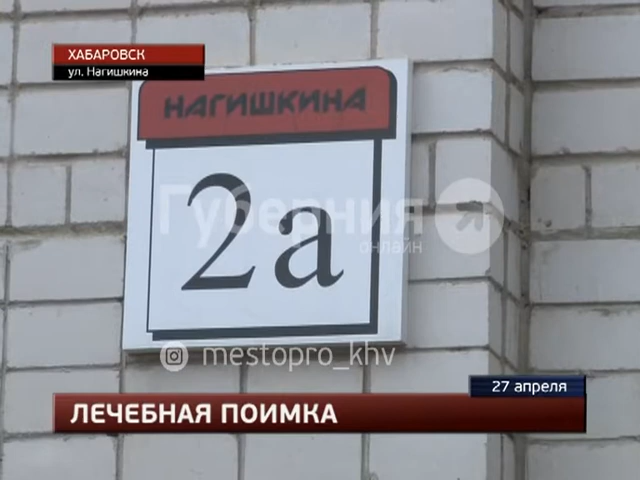 ХАБАРОВСК
ул. Нагишкина
НАГИШКИНА
2а
Губерния
онлайн
mestopro_khv
27 апреля
ЛЕЧЕБНАЯ ПОИМКА